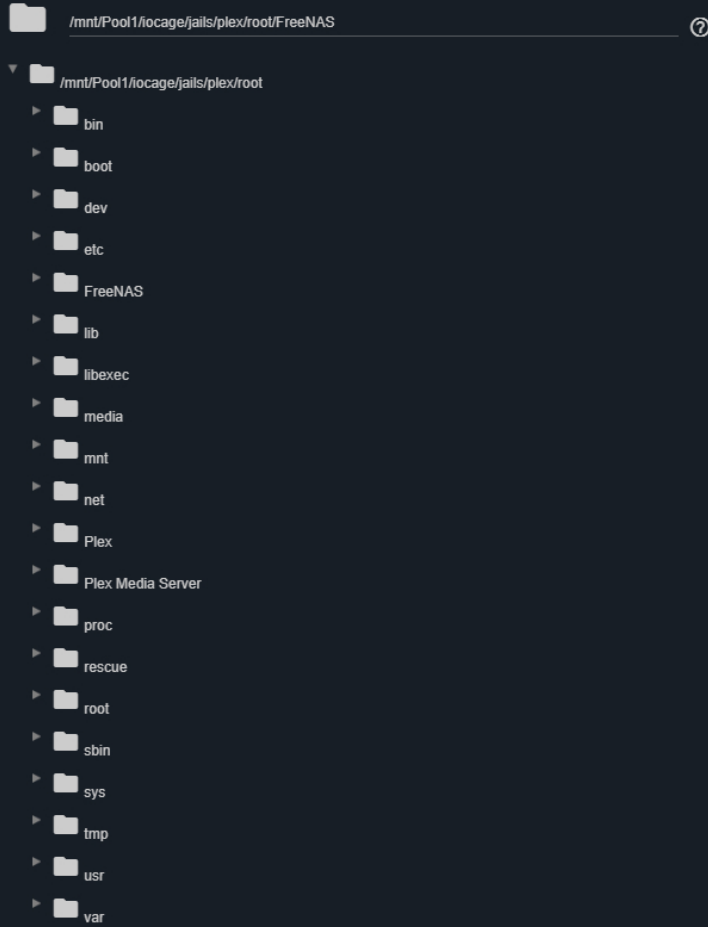 /mnt/Pool1/iocage/jails/plex/root/FreeNAS
/mnt/Pool1/iocage/jails/plex/root
bin
boot
dev
etc
FreeNAS
lib
libexec
media
mnt
net
Plex
Plex Media Server
proc
rescue
root
sbin
sys
tmp
usr
var